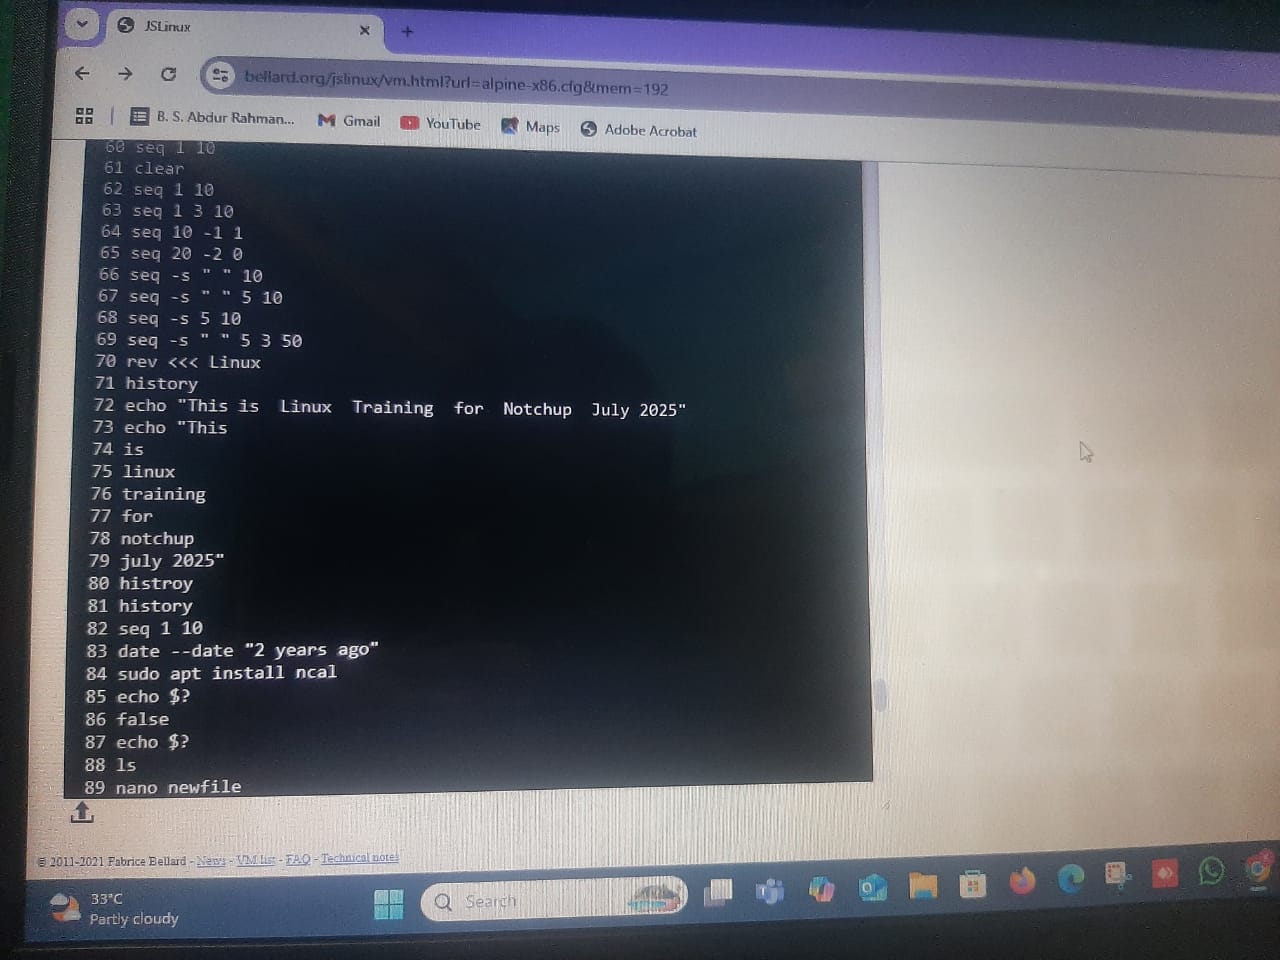 JSLinux
bellard.org/jslinux/vm.html?url=alpine-x86.cfg&mem=192
B. S. Abdur Rahman... Gmail YouTube Maps Adobe Acrobat
60 seq 1 10
61 clear
62 seq 1 10
63 seq 1 3 10
64 seq 10 -1 1
65 seq 20 -2 0
66 seq -s " " 10
67 seq -s " " 5 10
68 seq -s 5 10
69 seq -s " " 5 3 50
70 rev <<< Linux
71 history
72 echo "This is  Linux  Training  for  Notchup  July 2025"
73 echo "This
74 is
75 linux
76 training
77 for
78 notchup
79 july 2025"
80 histroy
81 history
82 seq 1 10
83 date --date "2 years ago"
84 sudo apt install ncal
85 echo $?
86 false
87 echo $?
88 ls
89 nano newfile
© 2011-2021 Fabrice Bellard - News - VM list - FAQ - Technical notes
33°C
Partly cloudy
Search